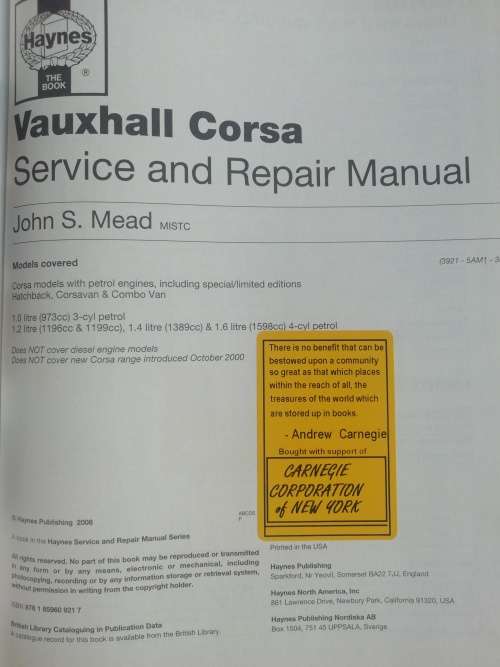 Haynes
THE
BOOK
®
Vauxhall Corsa
Service and Repair Manual
John S. Mead MISTC
Models covered
(3921 - 5AM1 - 3
Corsa models with petrol engines, including special/limited editions
Hatchback, Corsavan & Combo Van
1.0 litre (973cc) 3-cyl petrol
1.2 litre (1196cc & 1199cc), 1.4 litre (1389cc) & 1.6 litre (1598cc) 4-cyl petrol
Does NOT cover diesel engine models
Does NOT cover new Corsa range introduced October 2000
There is no benefit that can be
bestowed upon a community
so great as that which places
within the reach of all, the
treasures of the world which
are stored up in books.
- Andrew Carnegie
Bought with support of
CARNEGIE
CORPORATION
of NEW YORK
© Haynes Publishing 2006
A book in the Haynes Service and Repair Manual Series
All rights reserved. No part of this book may be reproduced or transmitted
in any form or by any means, electronic or mechanical, including
photocopying, recording or by any information storage or retrieval system,
without permission in writing from the copyright holder.
ISBN 978 1 85960 921 7
British Library Cataloguing in Publication Data
A catalogue record for this book is available from the British Library.
ABCDE
F
Printed in the USA
Haynes Publishing
Sparkford, Nr Yeovil, Somerset BA22 7JJ, England
Haynes North America, Inc
861 Lawrence Drive, Newbury Park, California 91320, USA
Haynes Publishing Nordiska AB
Box 1504, 751 45 UPPSALA, Sverige